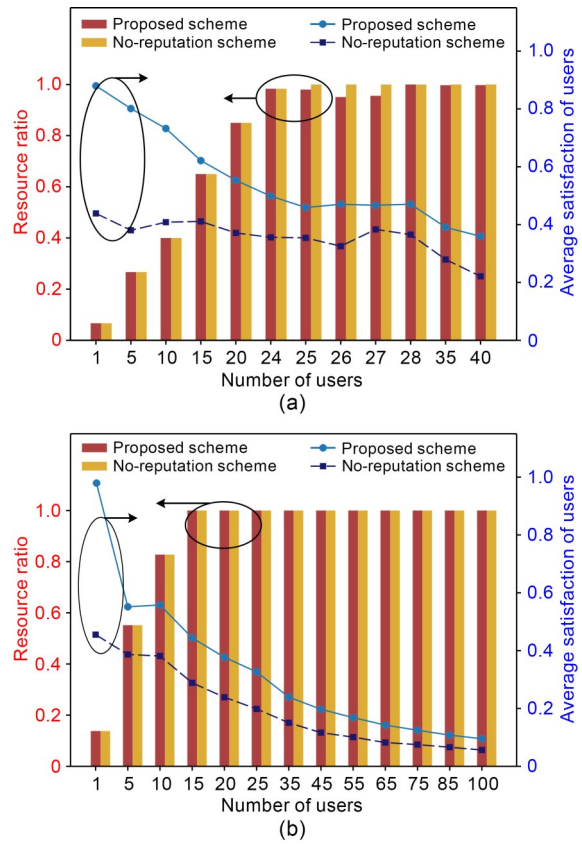 Proposed scheme Proposed scheme
No-reputation scheme No-reputation scheme
Resource ratio
1.0
0.8
0.6
0.4
0.2
0
Average satisfaction of users
1.0
0.8
0.6
0.4
0.2
0
1 5 10 15 20 24 25 26 27 28 35 40
Number of users
(a)
Proposed scheme Proposed scheme
No-reputation scheme No-reputation scheme
Resource ratio
1.0
0.8
0.6
0.4
0.2
0
Average satisfaction of users
1.0
0.8
0.6
0.4
0.2
0
1 5 10 15 20 25 35 45 55 65 75 85 100
Number of users
(b)